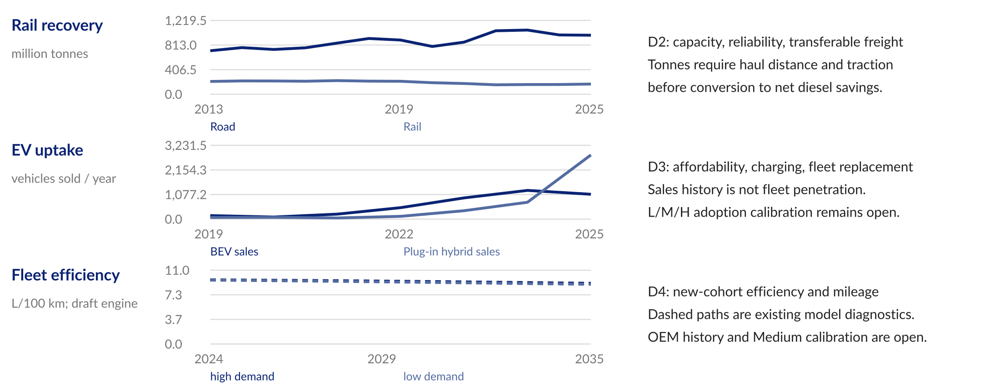 Rail recovery
million tonnes
1,219.5
813.0
406.5
0.0
2013 2019 2025
Road Rail
D2: capacity, reliability, transferable freight
Tonnes require haul distance and traction
before conversion to net diesel savings.
EV uptake
vehicles sold / year
3,231.5
2,154.3
1,077.2
0.0
2019 2022 2025
BEV sales Plug-in hybrid sales
D3: affordability, charging, fleet replacement
Sales history is not fleet penetration.
L/M/H adoption calibration remains open.
Fleet efficiency
L/100 km; draft engine
11.0
7.3
3.7
0.0
2024 2029 2035
high demand low demand
D4: new-cohort efficiency and mileage
Dashed paths are existing model diagnostics.
OEM history and Medium calibration are open.